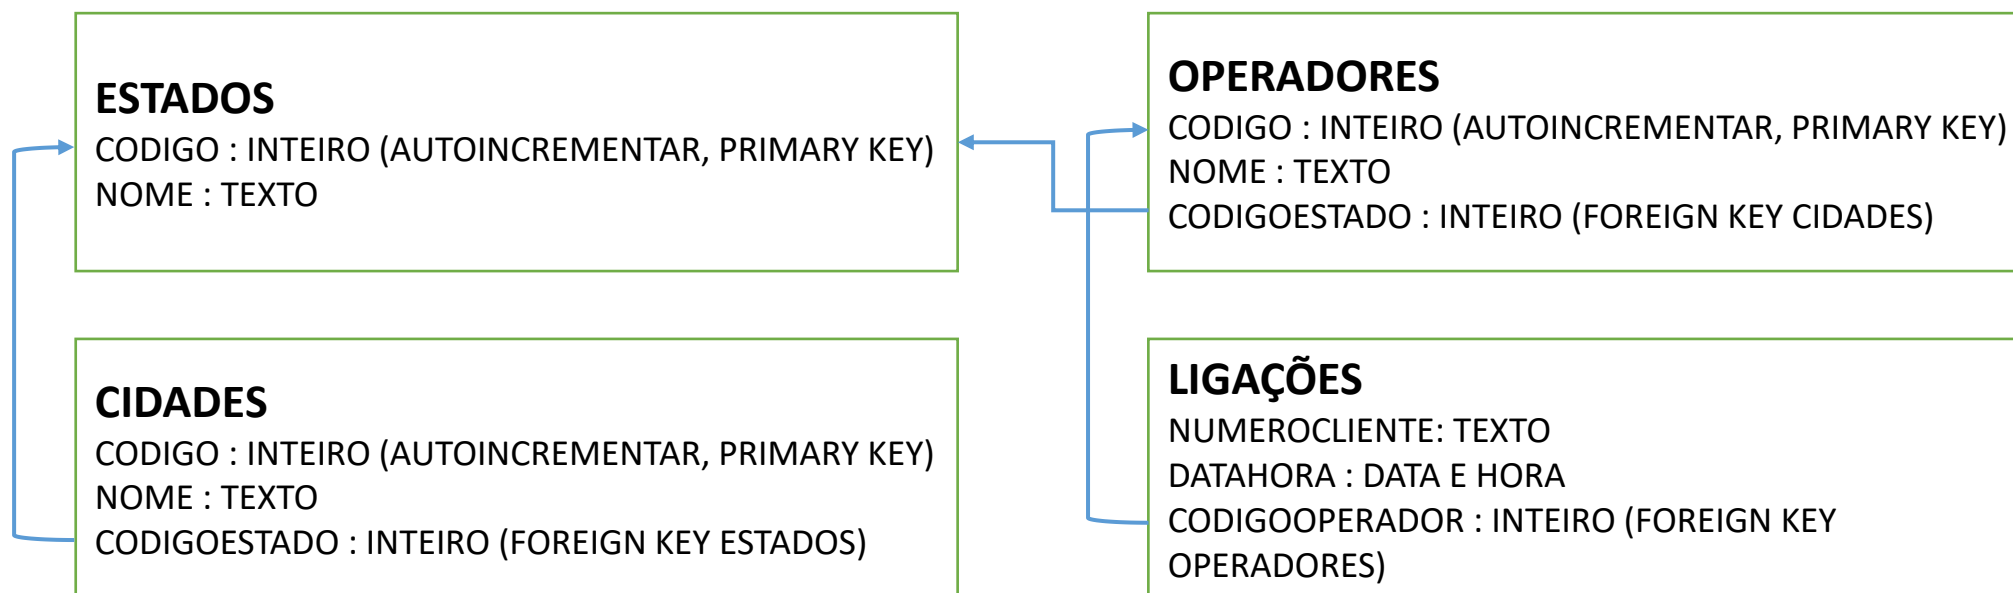 ESTADOS
CODIGO : INTEIRO (AUTOINCREMENTAR, PRIMARY KEY)
NOME : TEXTO
OPERADORES
CODIGO : INTEIRO (AUTOINCREMENTAR, PRIMARY KEY)
NOME : TEXTO
CODIGOESTADO : INTEIRO (FOREIGN KEY CIDADES)
CIDADES
CODIGO : INTEIRO (AUTOINCREMENTAR, PRIMARY KEY)
NOME : TEXTO
CODIGOESTADO : INTEIRO (FOREIGN KEY ESTADOS)
LIGAÇÕES
NUMEROCLIENTE: TEXTO
DATAHORA : DATA E HORA
CODIGOOPERADOR : INTEIRO (FOREIGN KEY
OPERADORES)